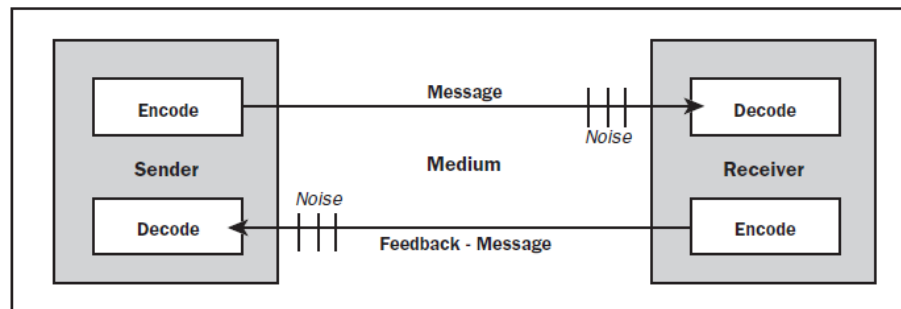 Message
Encode
Decode
Noise
Sender
Medium
Receiver
Noise
Decode
Encode
Feedback - Message